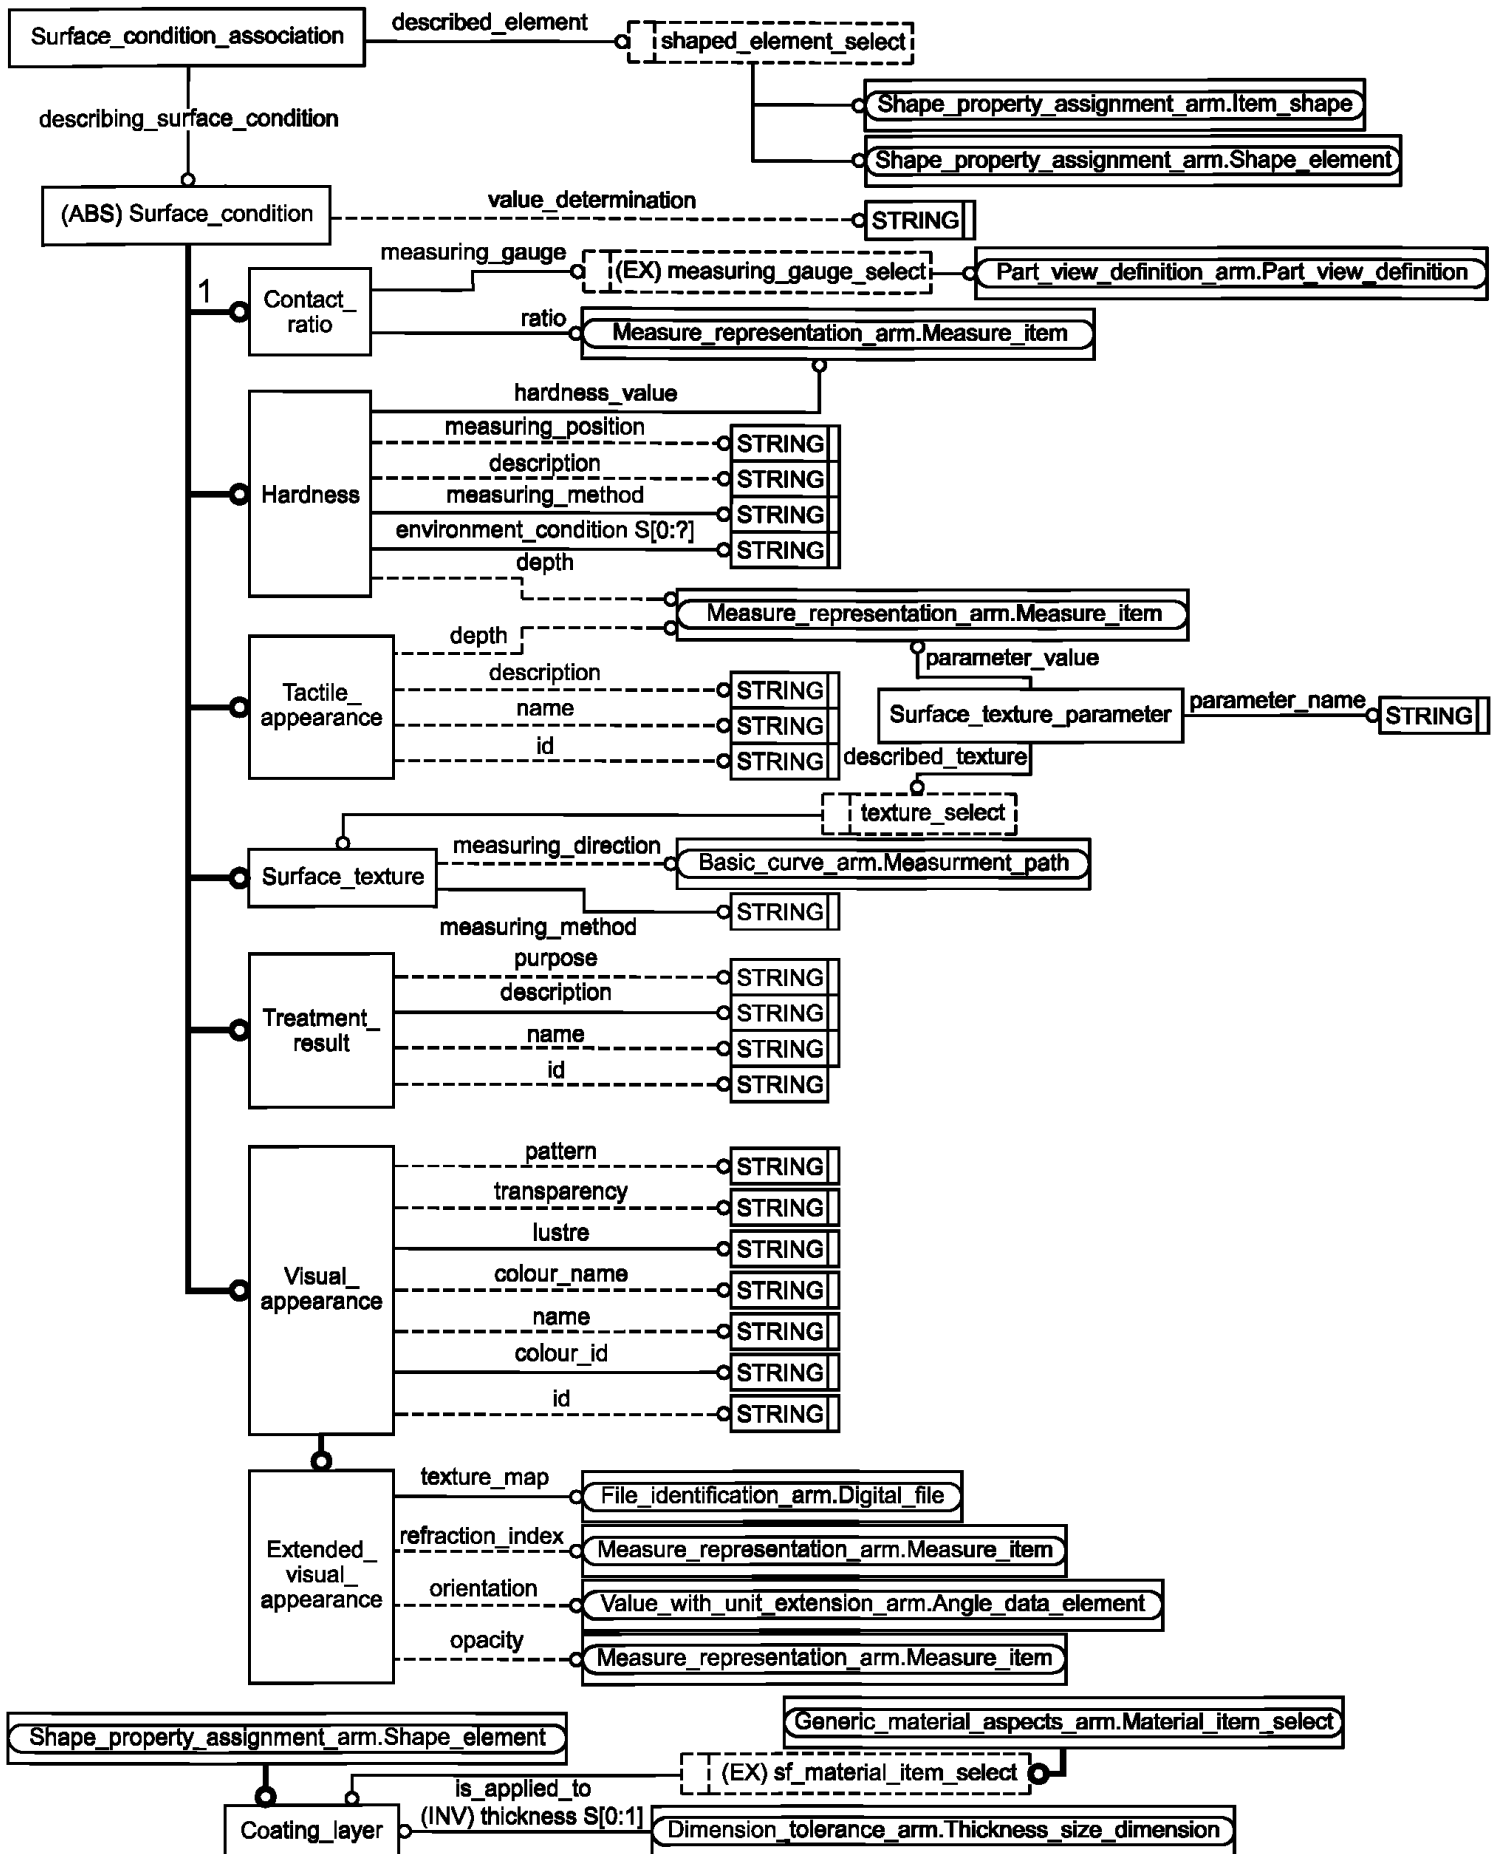 described_element
Surface_condition_association
shaped_element_select
Shape_property_assignment_arm.Item_shape
describing_surface_condition
Shape_property_assignment_arm.Shape_element
value_determination
(ABS) Surface_condition
STRING
measuring_gauge
(EX) measuring_gauge_select
Part_view_definition_arm.Part_view_definition
1
Contact_
ratio
ratio
Measure_representation_arm.Measure_item
hardness_value
measuring_position
STRING
description
STRING
Hardness
measuring_method
STRING
environment_condition S[0:?]
STRING
depth
Measure_representation_arm.Measure_item
depth
parameter_value
description
STRING
Tactile_
appearance
name
STRING
Surface_texture_parameter
parameter_name
STRING
id
STRING
described_texture
texture_select
measuring_direction
Basic_curve_arm.Measurment_path
Surface_texture
STRING
measuring_method
purpose
STRING
description
STRING
Treatment_
result
name
STRING
id
STRING
pattern
STRING
transparency
STRING
lustre
STRING
Visual_
appearance
colour_name
STRING
name
STRING
colour_id
STRING
id
STRING
texture_map
File_identification_arm.Digital_file
refraction_index
Measure_representation_arm.Measure_item
Extended_
visual_
appearance
orientation
Value_with_unit_extension_arm.Angle_data_element
opacity
Measure_representation_arm.Measure_item
Generic_material_aspects_arm.Material_item_select
Shape_property_assignment_arm.Shape_element
(EX) sf_material_item_select
is_applied_to
(INV) thickness S[0:1]
Coating_layer
Dimension_tolerance_arm.Thickness_size_dimension